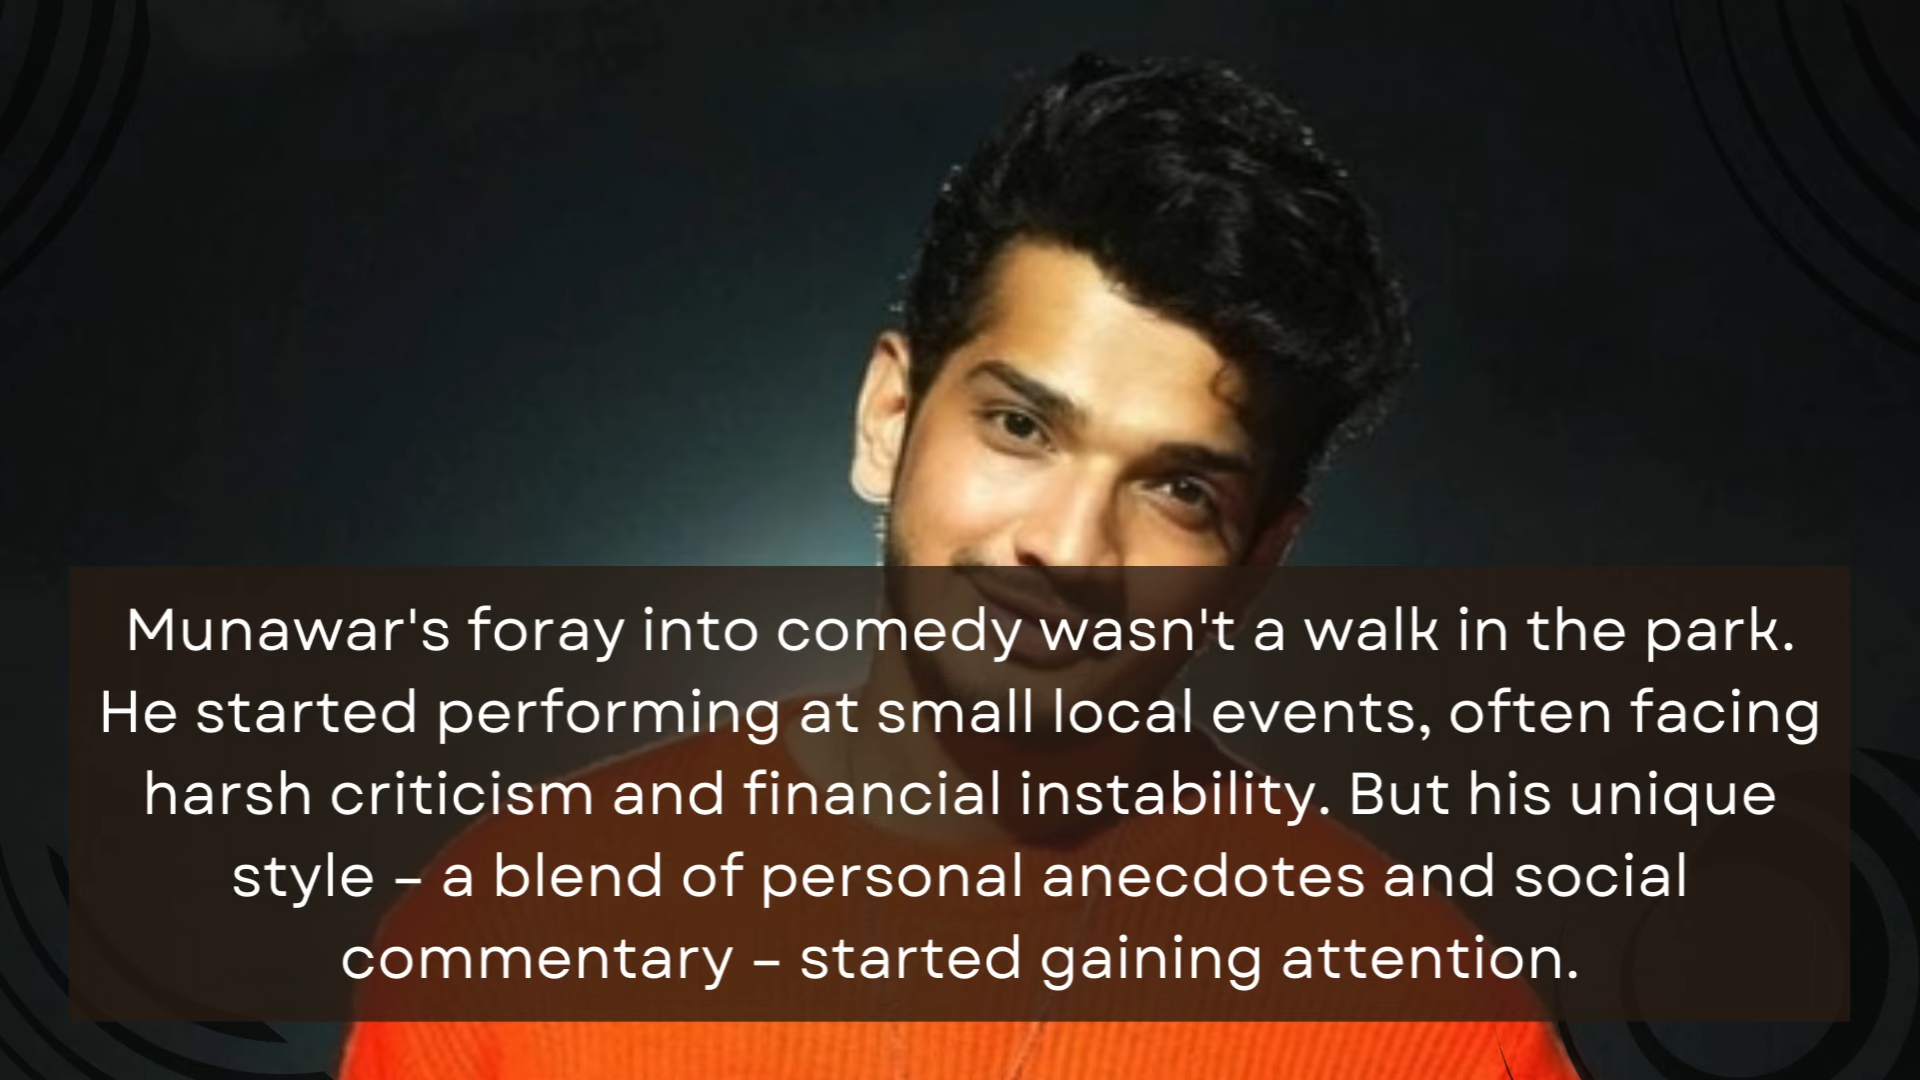 Munawar's foray into comedy wasn't a walk in the park.
He started performing at small local events, often facing
harsh criticism and financial instability. But his unique
style – a blend of personal anecdotes and social
commentary – started gaining attention.